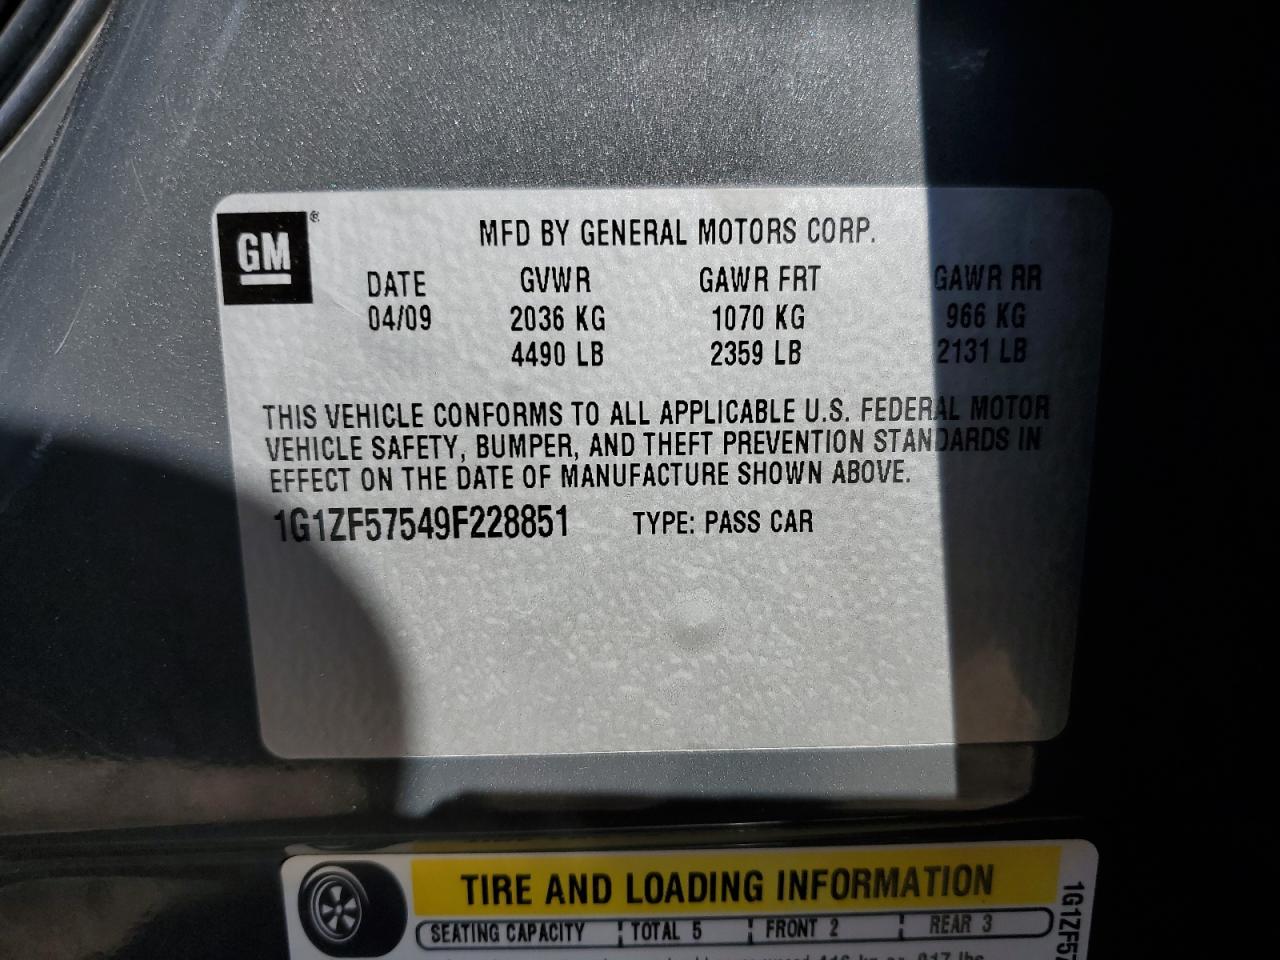 GM ®
MFD BY GENERAL MOTORS CORP.
DATE GVWR GAWR FRT GAWR RR
04/09 2036 KG 1070 KG 966 KG
4490 LB 2359 LB 2131 LB
THIS VEHICLE CONFORMS TO ALL APPLICABLE U.S. FEDERAL MOTOR
VEHICLE SAFETY, BUMPER, AND THEFT PREVENTION STANDARDS IN
EFFECT ON THE DATE OF MANUFACTURE SHOWN ABOVE.
1G1ZF57549F228851 TYPE: PASS CAR
TIRE AND LOADING INFORMATION
SEATING CAPACITY TOTAL 5 FRONT 2 REAR 3
1G1ZF57